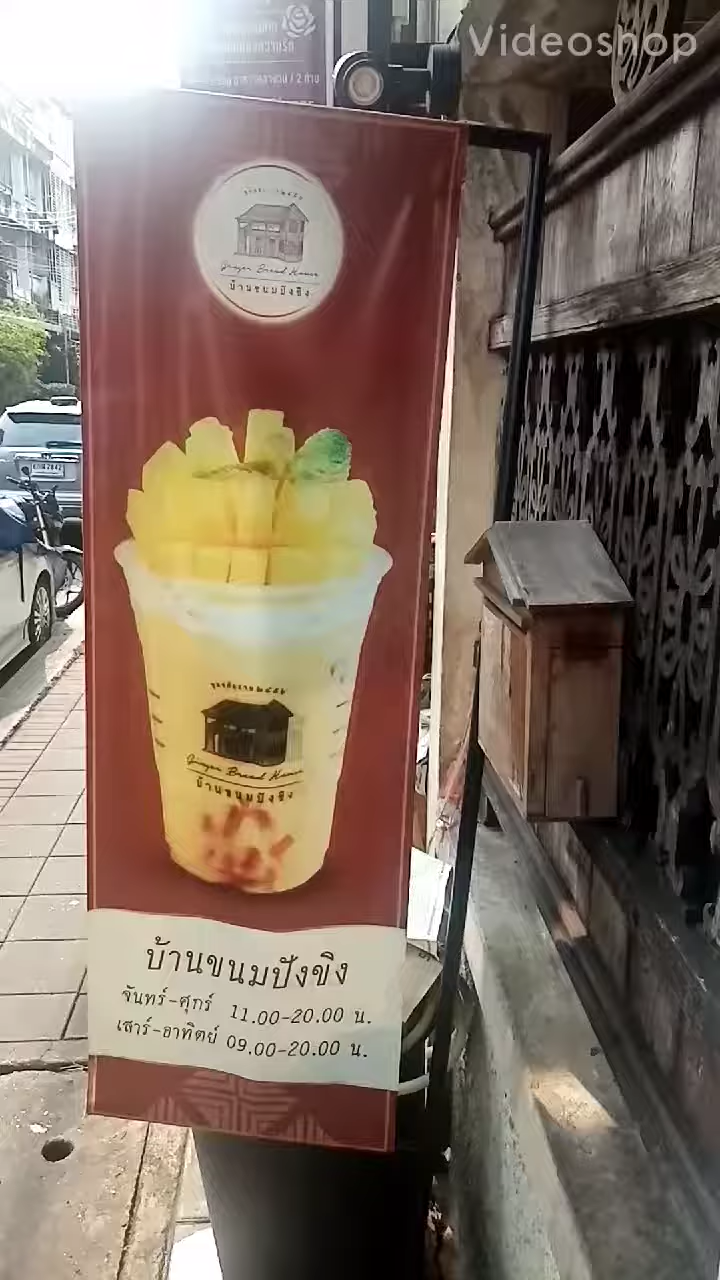 Videoshop
Ginger Bread House
บ้านขนมปังขิง
Ginger Bread House
บ้านขนมปังขิง
บ้านขนมปังขิง
จันทร์-ศุกร์ 11.00-20.00 น.
เสาร์-อาทิตย์ 09.00-20.00 น.